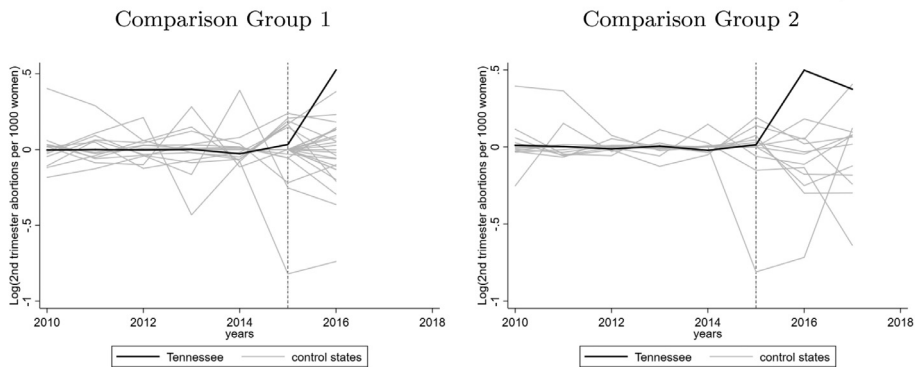 Comparison Group 1
Log(2nd trimester abortions per 1000 women)
.5
0
-.5
-1
2010 2012 2014 2016 2018
years
Tennessee control states
Comparison Group 2
Log(2nd trimester abortions per 1000 women)
.5
0
-.5
-1
2010 2012 2014 2016 2018
years
Tennessee control states